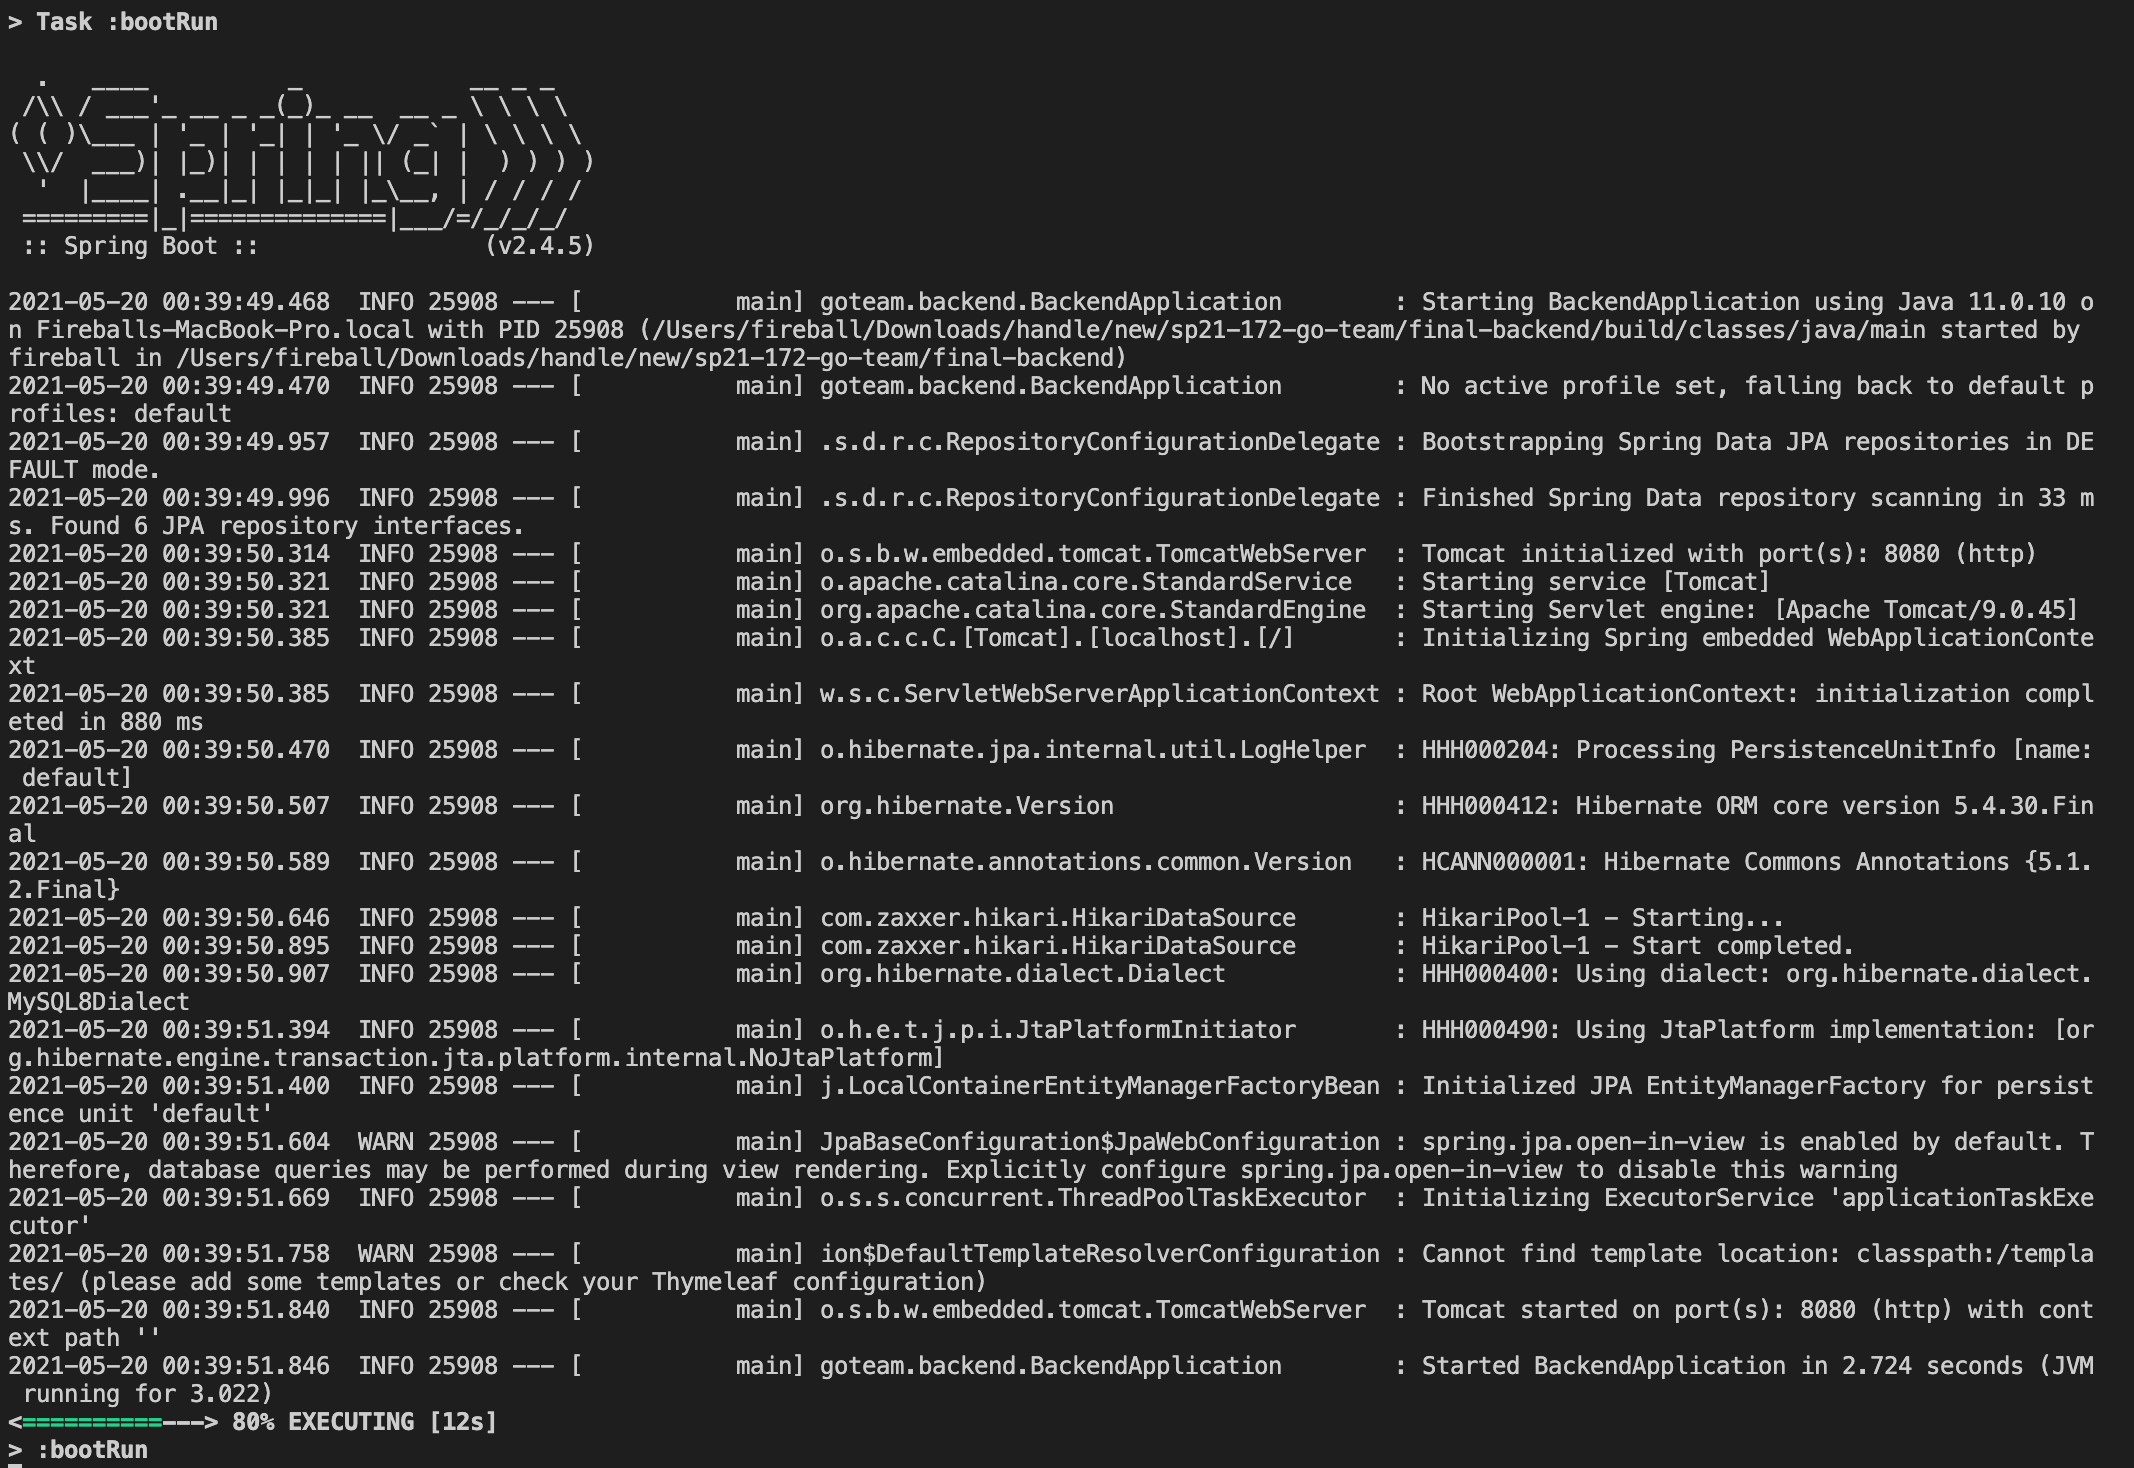 > Task :bootRun

  .   ____          _            __ _ _
 /\\ / ___'_ __ _ _(_)_ __  __ _ \ \ \ \
( ( )\___ | '_ | '_| | '_ \/ _` | \ \ \ \
 \\/  ___)| |_)| | | | | || (_| |  ) ) ) )
  '  |____| .__|_| |_|_| |_\__, | / / / /
 =========|_|==============|___/=/_/_/_/
 :: Spring Boot ::                (v2.4.5)

2021-05-20 00:39:49.468  INFO 25908 --- [           main] goteam.backend.BackendApplication        : Starting BackendApplication using Java 11.0.10 o
n Fireballs-MacBook-Pro.local with PID 25908 (/Users/fireball/Downloads/handle/new/sp21-172-go-team/final-backend/build/classes/java/main started by
fireball in /Users/fireball/Downloads/handle/new/sp21-172-go-team/final-backend)
2021-05-20 00:39:49.470  INFO 25908 --- [           main] goteam.backend.BackendApplication        : No active profile set, falling back to default p
rofiles: default
2021-05-20 00:39:49.957  INFO 25908 --- [           main] .s.d.r.c.RepositoryConfigurationDelegate : Bootstrapping Spring Data JPA repositories in DE
FAULT mode.
2021-05-20 00:39:49.996  INFO 25908 --- [           main] .s.d.r.c.RepositoryConfigurationDelegate : Finished Spring Data repository scanning in 33 m
s. Found 6 JPA repository interfaces.
2021-05-20 00:39:50.314  INFO 25908 --- [           main] o.s.b.w.embedded.tomcat.TomcatWebServer  : Tomcat initialized with port(s): 8080 (http)
2021-05-20 00:39:50.321  INFO 25908 --- [           main] o.apache.catalina.core.StandardService   : Starting service [Tomcat]
2021-05-20 00:39:50.321  INFO 25908 --- [           main] org.apache.catalina.core.StandardEngine  : Starting Servlet engine: [Apache Tomcat/9.0.45]
2021-05-20 00:39:50.385  INFO 25908 --- [           main] o.a.c.c.C.[Tomcat].[localhost].[/]       : Initializing Spring embedded WebApplicationConte
xt
2021-05-20 00:39:50.385  INFO 25908 --- [           main] w.s.c.ServletWebServerApplicationContext : Root WebApplicationContext: initialization compl
eted in 880 ms
2021-05-20 00:39:50.470  INFO 25908 --- [           main] o.hibernate.jpa.internal.util.LogHelper  : HHH000204: Processing PersistenceUnitInfo [name:
 default]
2021-05-20 00:39:50.507  INFO 25908 --- [           main] org.hibernate.Version                    : HHH000412: Hibernate ORM core version 5.4.30.Fin
al
2021-05-20 00:39:50.589  INFO 25908 --- [           main] o.hibernate.annotations.common.Version   : HCANN000001: Hibernate Commons Annotations {5.1.
2.Final}
2021-05-20 00:39:50.646  INFO 25908 --- [           main] com.zaxxer.hikari.HikariDataSource       : HikariPool-1 - Starting...
2021-05-20 00:39:50.895  INFO 25908 --- [           main] com.zaxxer.hikari.HikariDataSource       : HikariPool-1 - Start completed.
2021-05-20 00:39:50.907  INFO 25908 --- [           main] org.hibernate.dialect.Dialect            : HHH000400: Using dialect: org.hibernate.dialect.
MySQL8Dialect
2021-05-20 00:39:51.394  INFO 25908 --- [           main] o.h.e.t.j.p.i.JtaPlatformInitiator       : HHH000490: Using JtaPlatform implementation: [or
g.hibernate.engine.transaction.jta.platform.internal.NoJtaPlatform]
2021-05-20 00:39:51.400  INFO 25908 --- [           main] j.LocalContainerEntityManagerFactoryBean : Initialized JPA EntityManagerFactory for persist
ence unit 'default'
2021-05-20 00:39:51.604  WARN 25908 --- [           main] JpaBaseConfiguration$JpaWebConfiguration : spring.jpa.open-in-view is enabled by default. T
herefore, database queries may be performed during view rendering. Explicitly configure spring.jpa.open-in-view to disable this warning
2021-05-20 00:39:51.669  INFO 25908 --- [           main] o.s.s.concurrent.ThreadPoolTaskExecutor  : Initializing ExecutorService 'applicationTaskExe
cutor'
2021-05-20 00:39:51.758  WARN 25908 --- [           main] ion$DefaultTemplateResolverConfiguration : Cannot find template location: classpath:/templa
tes/ (please add some templates or check your Thymeleaf configuration)
2021-05-20 00:39:51.840  INFO 25908 --- [           main] o.s.b.w.embedded.tomcat.TomcatWebServer  : Tomcat started on port(s): 8080 (http) with cont
ext path ''
2021-05-20 00:39:51.846  INFO 25908 --- [           main] goteam.backend.BackendApplication        : Started BackendApplication in 2.724 seconds (JVM
 running for 3.022)
<==========---> 80% EXECUTING [12s]
> :bootRun